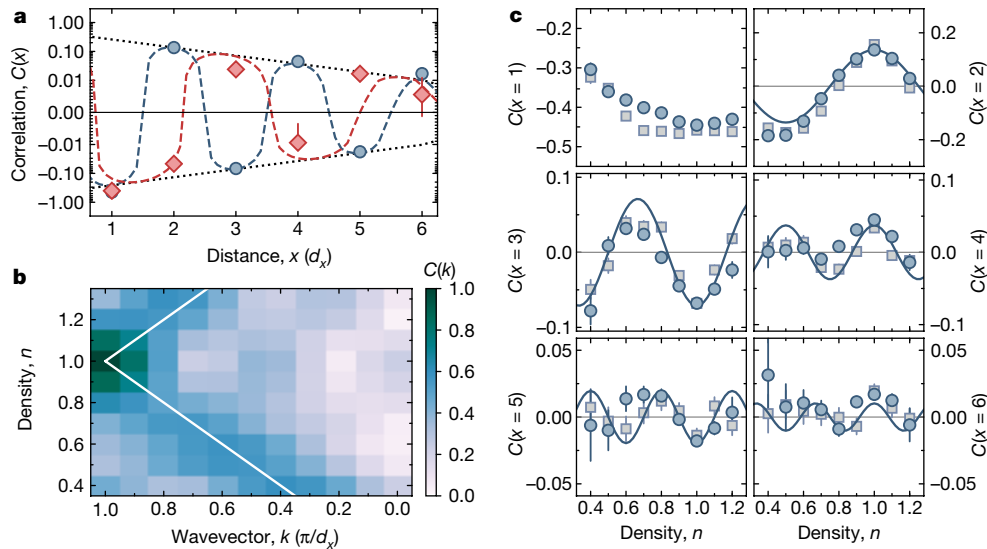 a
1.00
0.10
0.01
0.00
−0.01
−0.10
−1.00
Correlation, C(x)
1 2 3 4 5 6
Distance, x (dₓ)
b
1.2
1.0
0.8
0.6
0.4
Density, n
1.0 0.8 0.6 0.4 0.2 0.0
Wavevector, k (π/dₓ)
C(k)
1.0
0.8
0.6
0.4
0.2
0.0
c
−0.2
−0.3
−0.4
−0.5
C(x = 1)
0.2
0.0
−0.2
C(x = 2)
0.1
0.0
−0.1
C(x = 3)
0.1
0.0
−0.1
C(x = 4)
0.05
0.00
−0.05
C(x = 5)
0.05
0.00
−0.05
C(x = 6)
0.4 0.6 0.8 1.0 1.2
Density, n
0.4 0.6 0.8 1.0 1.2
Density, n